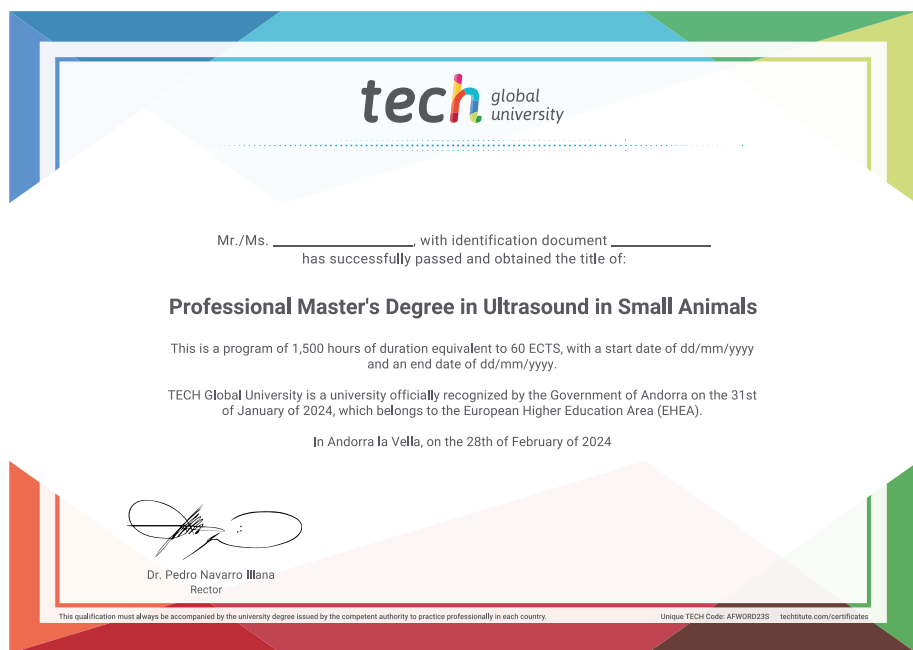 tech global
university
Mr./Ms. ____________, with identification document ____________
has successfully passed and obtained the title of:
Professional Master's Degree in Ultrasound in Small Animals
This is a program of 1,500 hours of duration equivalent to 60 ECTS, with a start date of dd/mm/yyyy
and an end date of dd/mm/yyyy.
TECH Global University is a university officially recognized by the Government of Andorra on the 31st
of January of 2024, which belongs to the European Higher Education Area (EHEA).
In Andorra la Vella, on the 28th of February of 2024
Dr. Pedro Navarro Illana
Rector
This qualification must always be accompanied by the university degree issued by the competent authority to practice professionally in each country. Unique TECH Code: AFWORD23S techtitute.com/certificates